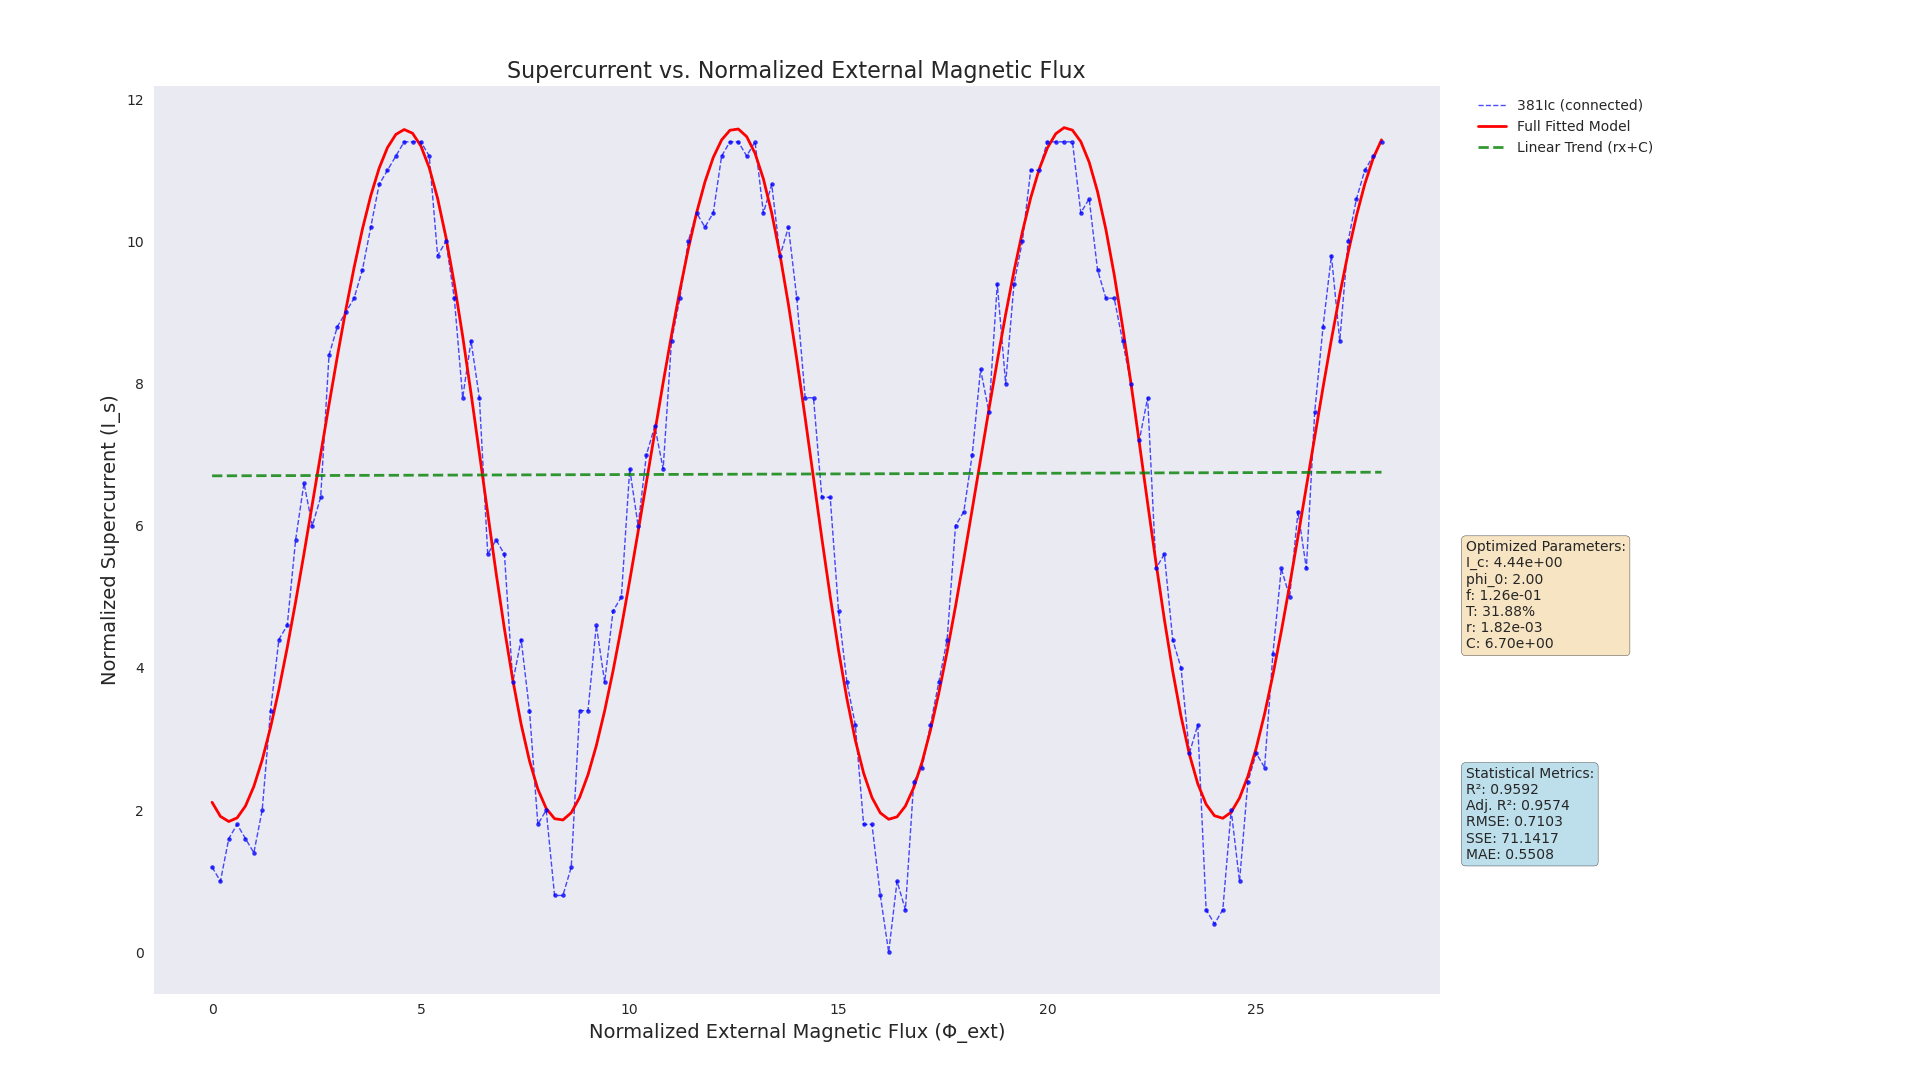 Supercurrent vs. Normalized External Magnetic Flux
12
10
8
6
4
2
0
Normalized Supercurrent (I_s)
0 5 10 15 20 25
Normalized External Magnetic Flux (Φ_ext)
381Ic (connected)
Full Fitted Model
Linear Trend (rx+C)
Optimized Parameters:
I_c: 4.44e+00
phi_0: 2.00
f: 1.26e-01
T: 31.88%
r: 1.82e-03
C: 6.70e+00
Statistical Metrics:
R²: 0.9592
Adj. R²: 0.9574
RMSE: 0.7103
SSE: 71.1417
MAE: 0.5508